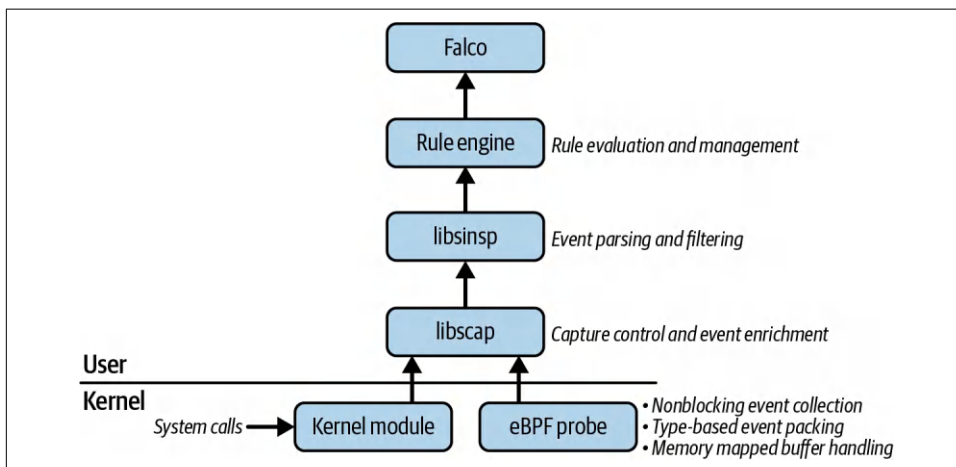 Falco
Rule engine
Rule evaluation and management
libsinsp
Event parsing and filtering
libscap
Capture control and event enrichment
User
Kernel
System calls
Kernel module
eBPF probe
• Nonblocking event collection
• Type-based event packing
• Memory mapped buffer handling